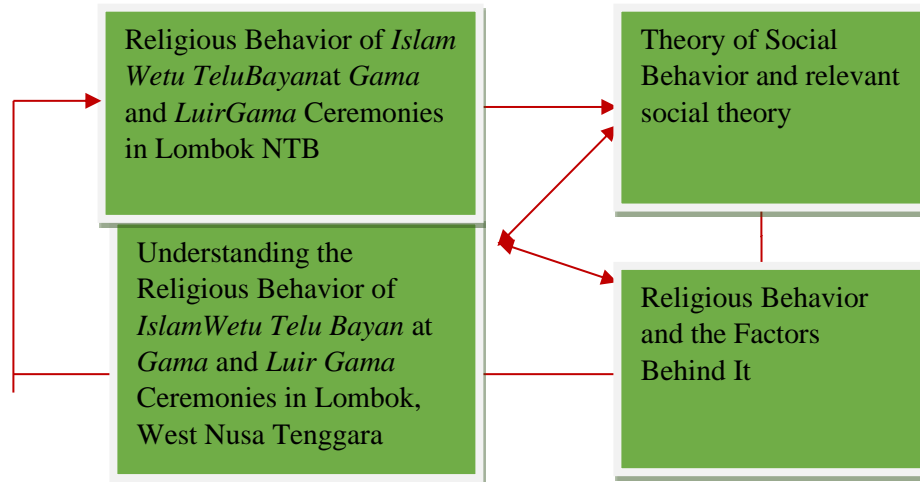 Religious Behavior of Islam
Wetu TeluBayanat Gama
and LuirGama Ceremonies
in Lombok NTB
Theory of Social
Behavior and relevant
social theory
Understanding the
Religious Behavior of
IslamWetu Telu Bayan at
Gama and Luir Gama
Ceremonies in Lombok,
West Nusa Tenggara
Religious Behavior
and the Factors
Behind It